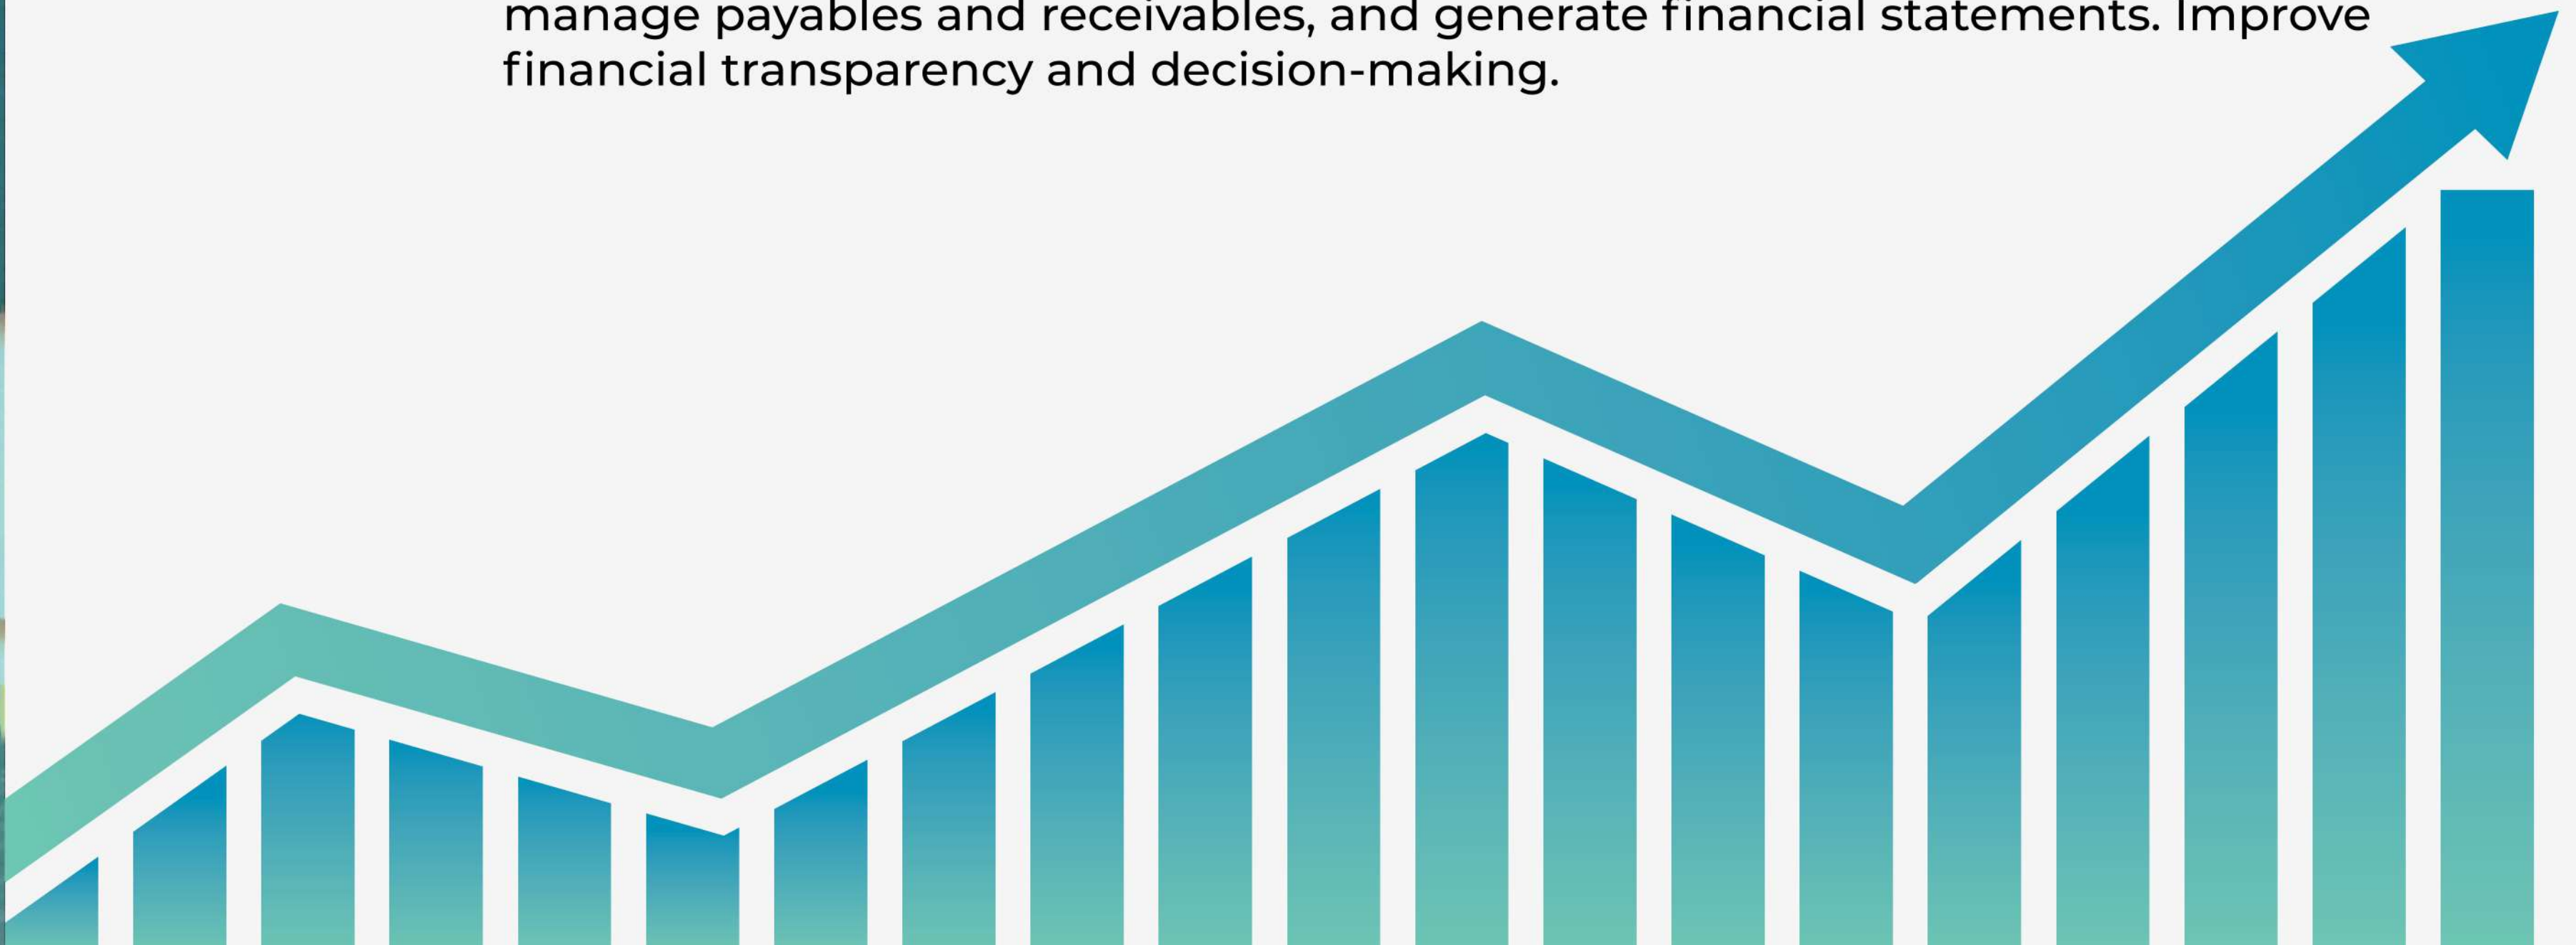 manage payables and receivables, and generate financial statements. Improve
financial transparency and decision-making.